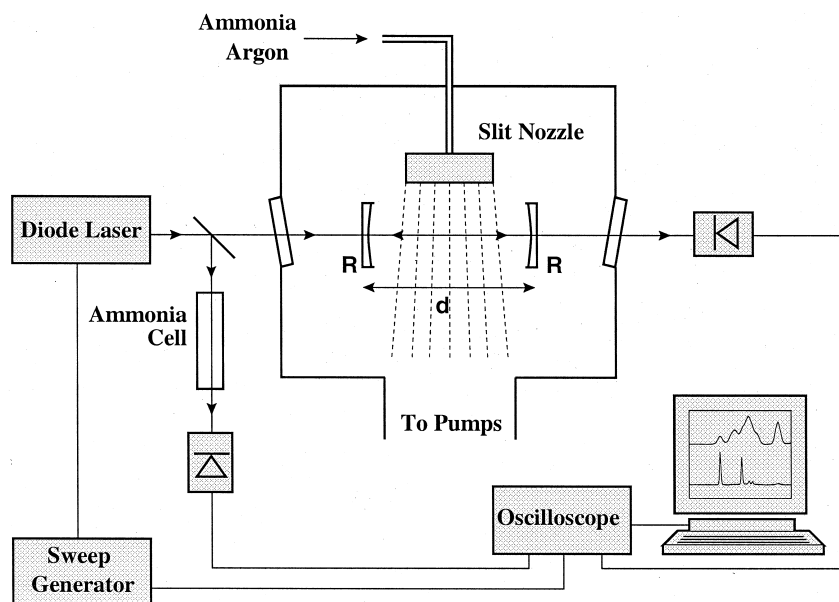 Ammonia
Argon
Slit Nozzle
Diode Laser
R
R
d
Ammonia
Cell
To Pumps
Oscilloscope
Sweep
Generator